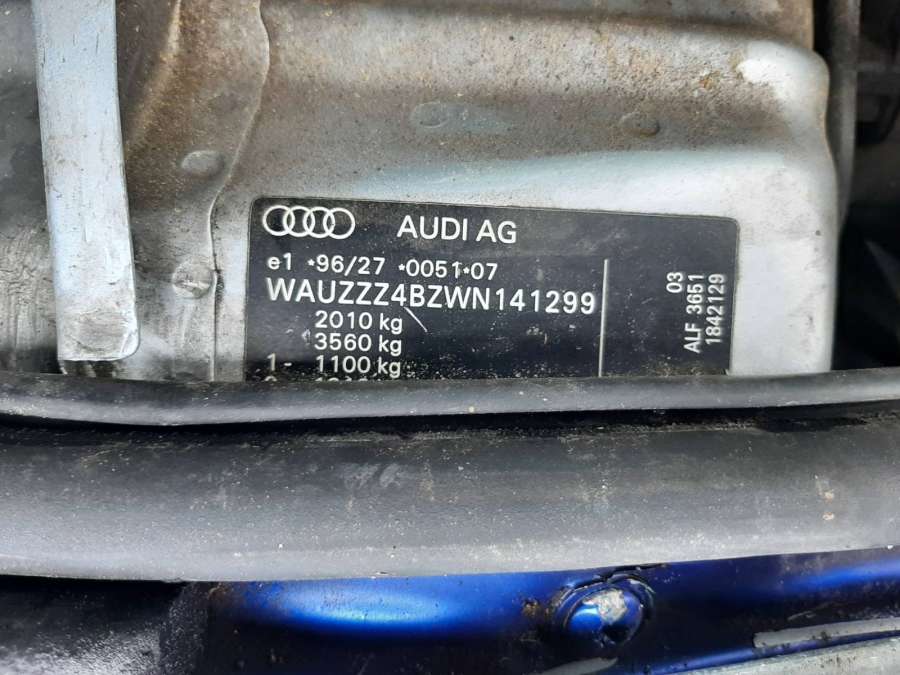 AUDI AG
e1 *96/27 *0051*07
WAUZZZ4BZWN141299
2010 kg
3560 kg
1- 1100 kg
03
ALF 3651
1842129